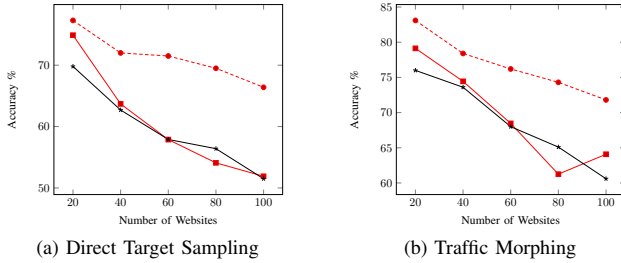 Accuracy %
70
60
50
20 40 60 80 100
Number of Websites
(a) Direct Target Sampling
Accuracy %
85
80
75
70
65
60
20 40 60 80 100
Number of Websites
(b) Traffic Morphing